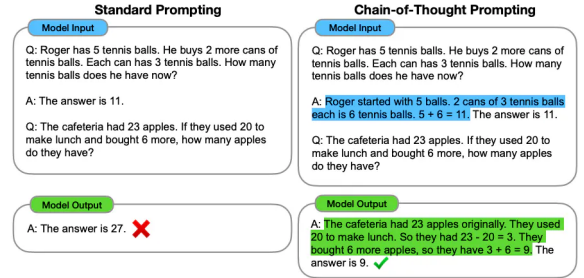 Standard Prompting
Model Input
Q: Roger has 5 tennis balls. He buys 2 more cans of
tennis balls. Each can has 3 tennis balls. How many
tennis balls does he have now?
A: The answer is 11.
Q: The cafeteria had 23 apples. If they used 20 to
make lunch and bought 6 more, how many apples
do they have?
Model Output
A: The answer is 27.
Chain-of-Thought Prompting
Model Input
Q: Roger has 5 tennis balls. He buys 2 more cans of
tennis balls. Each can has 3 tennis balls. How many
tennis balls does he have now?
A: Roger started with 5 balls. 2 cans of 3 tennis balls
each is 6 tennis balls. 5 + 6 = 11. The answer is 11.
Q: The cafeteria had 23 apples. If they used 20 to
make lunch and bought 6 more, how many apples
do they have?
Model Output
A: The cafeteria had 23 apples originally. They used
20 to make lunch. So they had 23 - 20 = 3. They
bought 6 more apples, so they have 3 + 6 = 9. The
answer is 9.